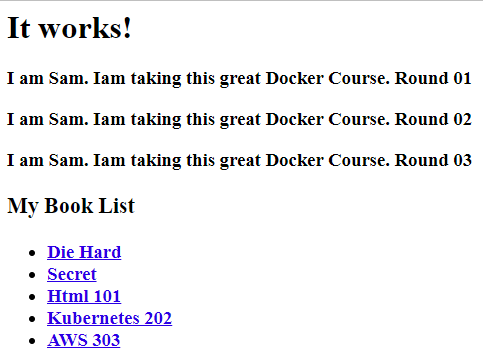 It works!
I am Sam. Iam taking this great Docker Course. Round 01
I am Sam. Iam taking this great Docker Course. Round 02
I am Sam. Iam taking this great Docker Course. Round 03
My Book List
Die Hard
Secret
Html 101
Kubernetes 202
AWS 303